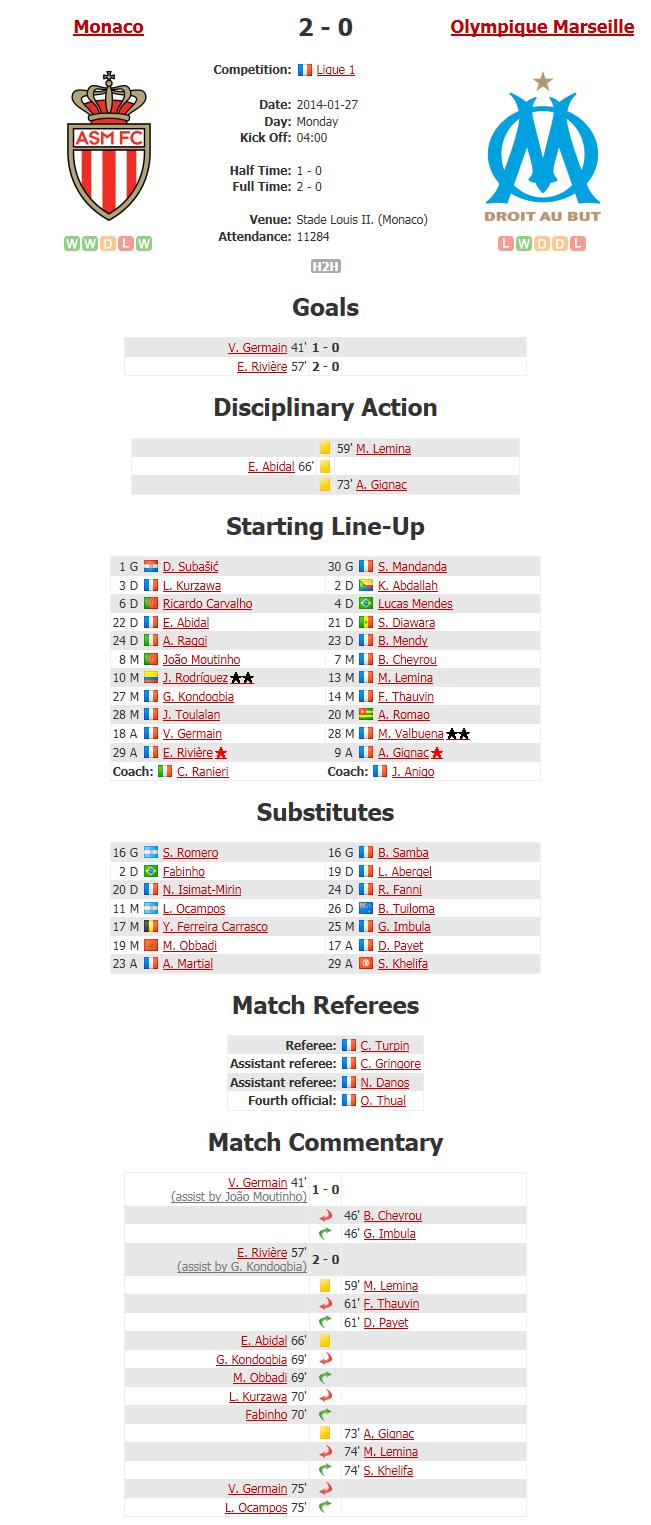 Monaco 2 - 0 Olympique Marseille
Competition: Ligue 1
ASM FC
Date: 2014-01-27
Day: Monday
Kick Off: 04:00
Half Time: 1 - 0
Full Time: 2 - 0
DROIT AU BUT
Venue: Stade Louis II. (Monaco)
Attendance: 11284
W W D L W
L W D D L
H2H
Goals
V. Germain 41' 1 - 0
E. Rivière 57' 2 - 0
Disciplinary Action
59' M. Lemina
E. Abidal 66'
73' A. Gignac
Starting Line-Up
1 G D. Subašić 30 G S. Mandanda
3 D L. Kurzawa 2 D K. Abdallah
6 D Ricardo Carvalho 4 D Lucas Mendes
22 D E. Abidal 21 D S. Diawara
24 D A. Raggi 23 D B. Mendy
8 M João Moutinho 7 M B. Cheyrou
10 M J. Rodríguez 13 M M. Lemina
27 M G. Kondogbia 14 M F. Thauvin
28 M J. Toulalan 20 M A. Romao
18 A V. Germain 28 M M. Valbuena
29 A E. Rivière 9 A A. Gignac
Coach: C. Ranieri Coach: J. Anigo
Substitutes
16 G S. Romero 16 G B. Samba
2 D Fabinho 19 D L. Abergel
20 D N. Isimat-Mirin 24 D R. Fanni
11 M L. Ocampos 26 D B. Tuiloma
17 M Y. Ferreira Carrasco 25 M G. Imbula
19 M M. Obbadi 17 A D. Payet
23 A A. Martial 29 A S. Khelifa
Match Referees
Referee: C. Turpin
Assistant referee: C. Gringore
Assistant referee: N. Danos
Fourth official: O. Thual
Match Commentary
V. Germain 41' 1 - 0
(assist by João Moutinho)
46' B. Cheyrou
46' G. Imbula
E. Rivière 57' 2 - 0
(assist by G. Kondogbia)
59' M. Lemina
61' F. Thauvin
61' D. Payet
E. Abidal 66'
G. Kondogbia 69'
M. Obbadi 69'
L. Kurzawa 70'
Fabinho 70'
73' A. Gignac
74' M. Lemina
74' S. Khelifa
V. Germain 75'
L. Ocampos 75'